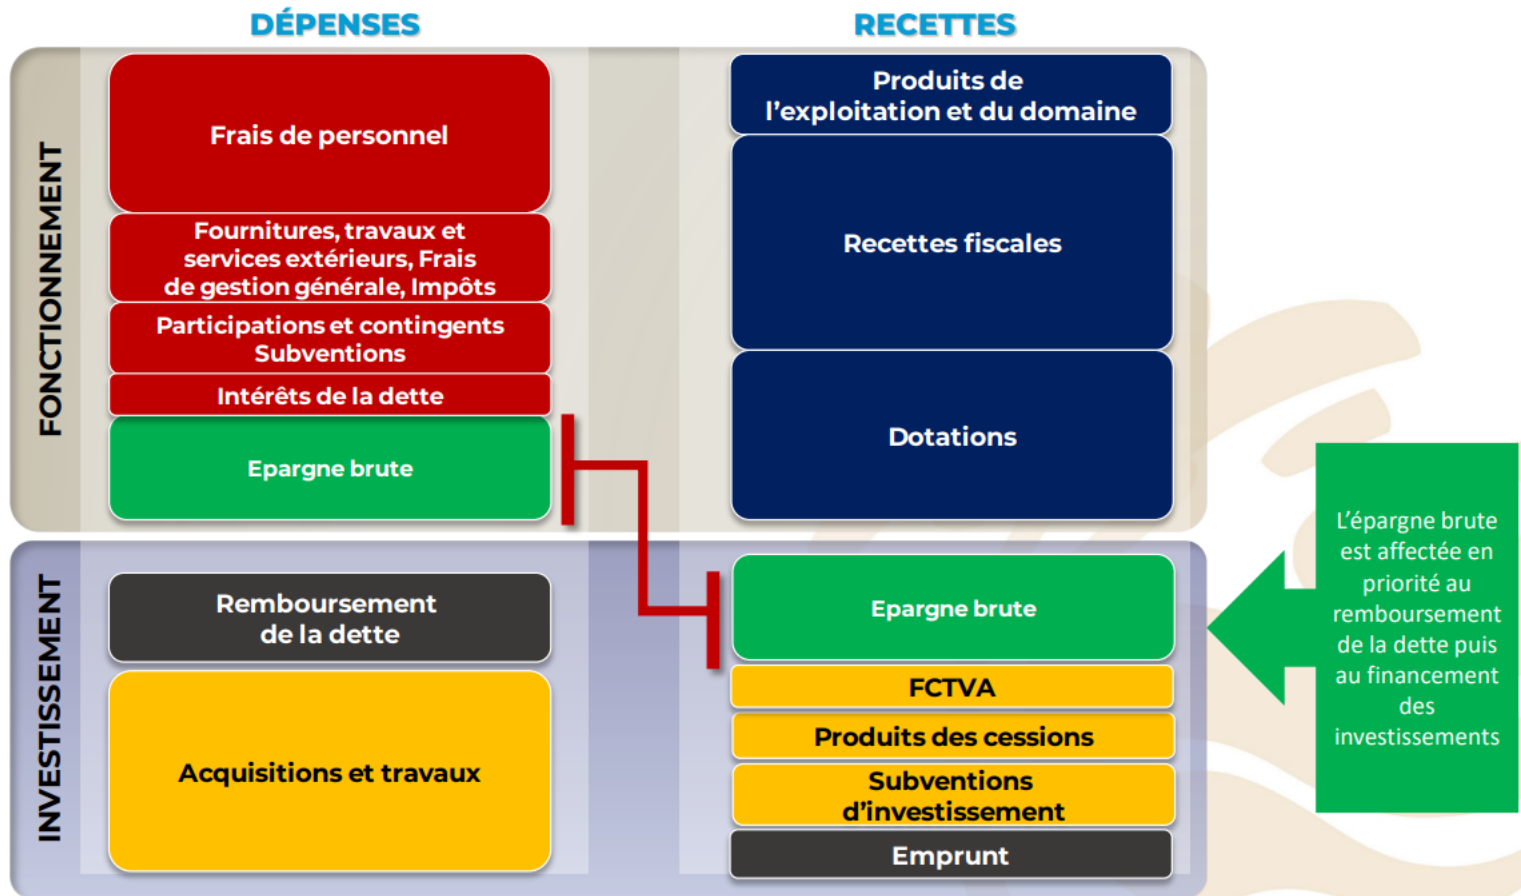 DÉPENSES
RECETTES
FONCTIONNEMENT
Frais de personnel
Fournitures, travaux et
services extérieurs, Frais
de gestion générale, Impôts
Participations et contingents
Subventions
Intérêts de la dette
Epargne brute
Produits de
l’exploitation et du domaine
Recettes fiscales
Dotations
INVESTISSEMENT
Remboursement
de la dette
Acquisitions et travaux
Epargne brute
FCTVA
Produits des cessions
Subventions
d’investissement
Emprunt
L’épargne brute
est affectée en
priorité au
remboursement
de la dette puis
au financement
des
investissements